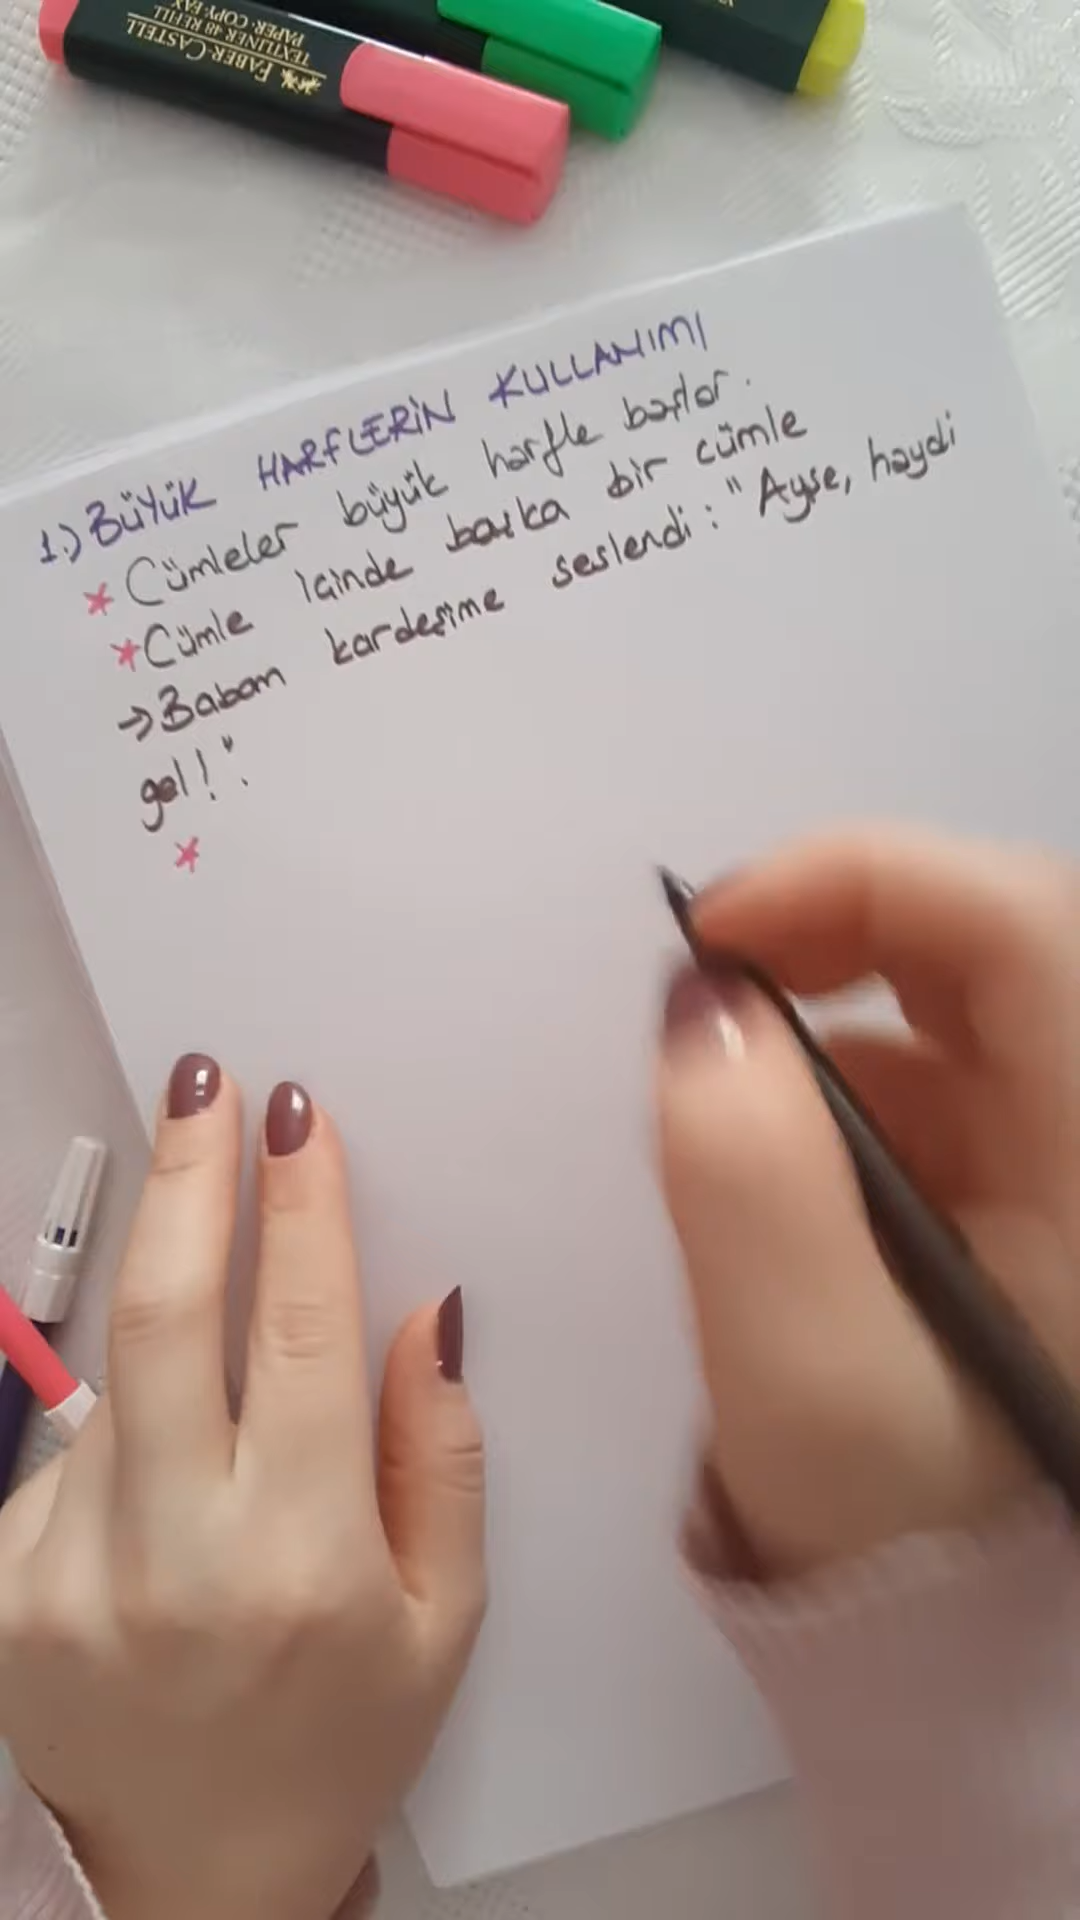 FABER-CASTELL
TEXTLINER 48 REFILL
PAPER·COPY·FAX
1.) BÜYÜK HARFLERİN KULLANIMI
* Cümleler büyük harfle başlar.
* Cümle içinde başka bir cümle
→ Babam kardeşime seslendi: "Ayşe, haydi
gel!".
*